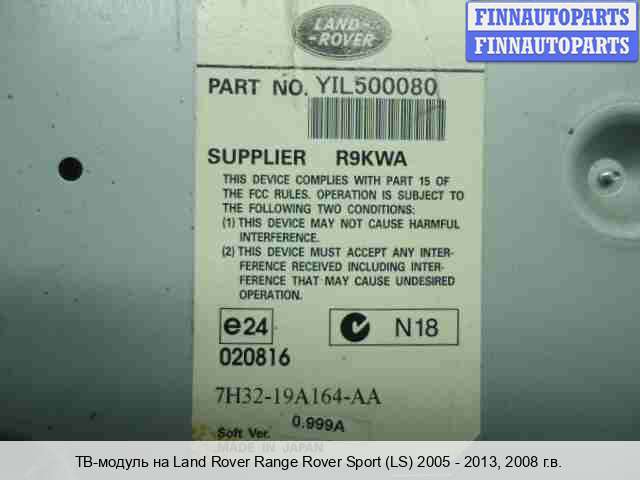 FINNAUTOPARTS
FINNAUTOPARTS
LAND-
ROVER
PART NO. YIL500080
SUPPLIER R9KWA
THIS DEVICE COMPLIES WITH PART 15 OF
THE FCC RULES. OPERATION IS SUBJECT TO
THE FOLLOWING TWO CONDITIONS:
(1) THIS DEVICE MAY NOT CAUSE HARMFUL
INTERFERENCE.
(2) THIS DEVICE MUST ACCEPT ANY INTER-
FERENCE RECEIVED INCLUDING INTER-
FERENCE THAT MAY CAUSE UNDESIRED
OPERATION.
e24 N18
020816
7H32-19A164-AA
Soft Ver. 0.999A
MADE IN JAPAN
ТВ-модуль на Land Rover Range Rover Sport (LS) 2005 - 2013, 2008 г.в.